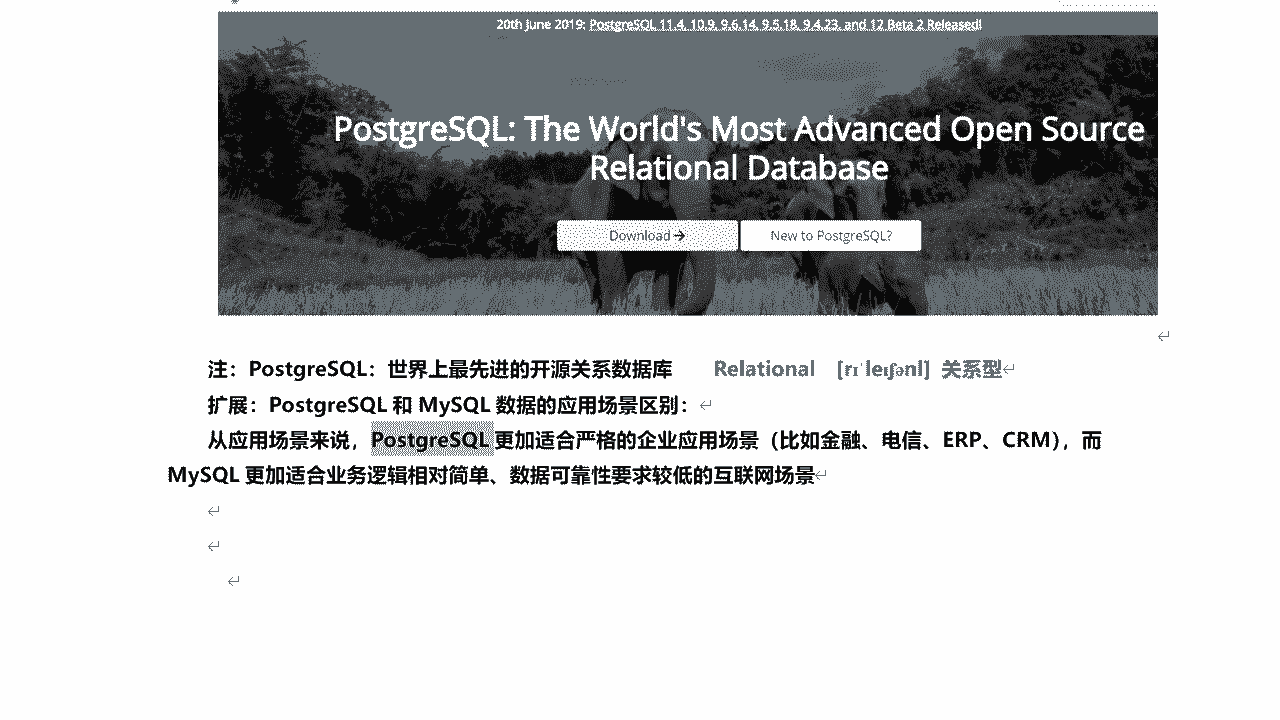 20th June 2019: PostgreSQL 11.4, 10.9, 9.6.14, 9.5.18, 9.4.23, and 12 Beta 2 Released!
PostgreSQL: The World's Most Advanced Open Source
Relational Database
Download → New to PostgreSQL?
注：PostgreSQL：世界上最先进的开源关系数据库 Relational [rɪˈleɪʃənl] 关系型
扩展：PostgreSQL 和 MySQL 数据的应用场景区别：
从应用场景来说，PostgreSQL 更加适合严格的企业应用场景（比如金融、电信、ERP、CRM），而
MySQL 更加适合业务逻辑相对简单、数据可靠性要求较低的互联网场景